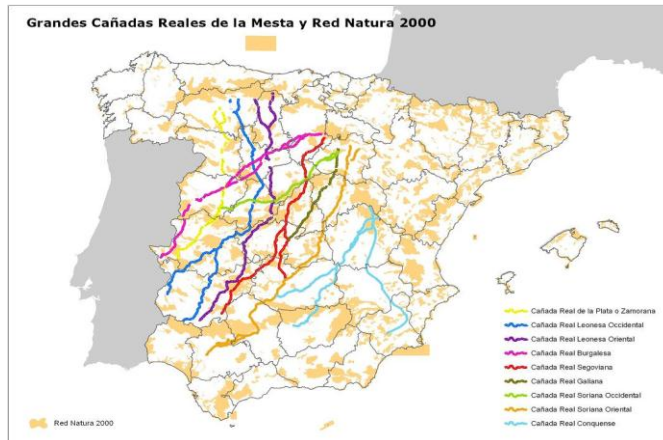 Grandes Cañadas Reales de la Mesta y Red Natura 2000
Cañada Real de la Plata o Zamorana
Cañada Real Leonesa Occidental
Cañada Real Leonesa Oriental
Cañada Real Burgalesa
Cañada Real Segoviana
Cañada Real Galiana
Cañada Real Soriana Occidental
Cañada Real Soriana Oriental
Cañada Real Conquense
Red Natura 2000